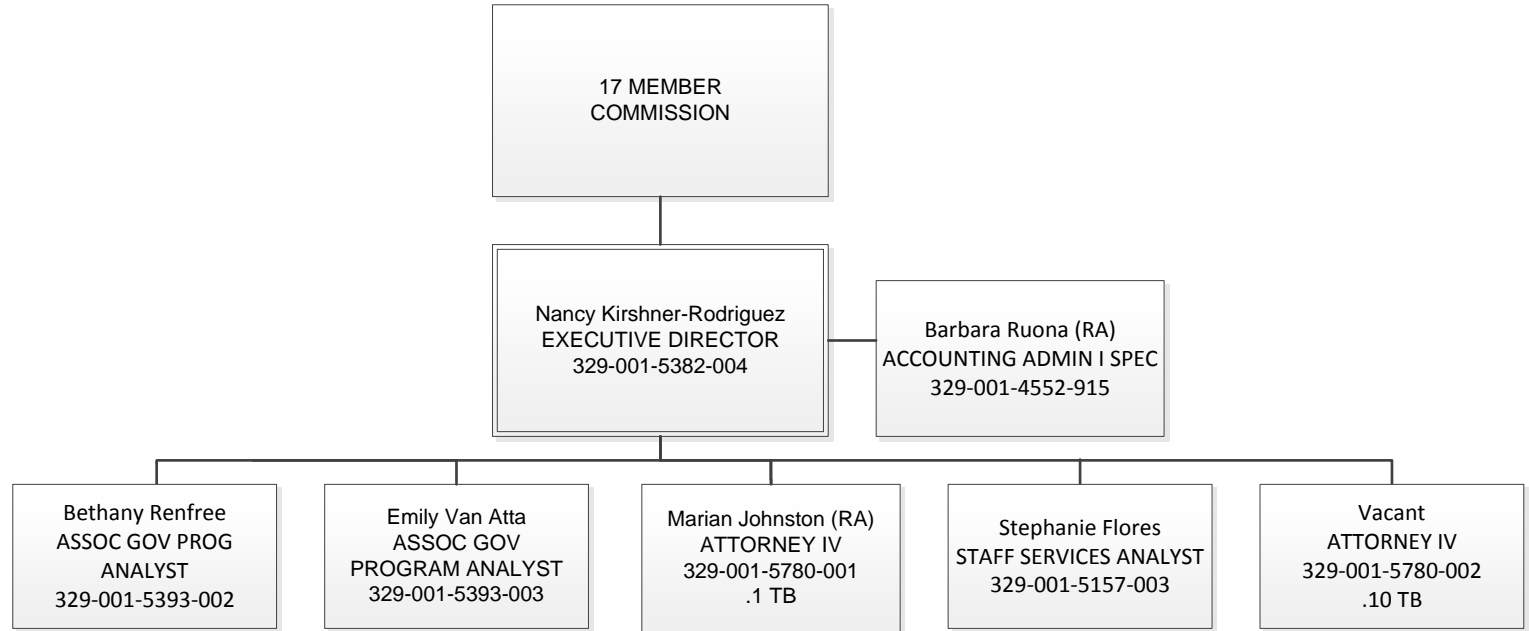 17 MEMBER
COMMISSION
Nancy Kirshner-Rodriguez
EXECUTIVE DIRECTOR
329-001-5382-004
Barbara Ruona (RA)
ACCOUNTING ADMIN I SPEC
329-001-4552-915
Bethany Renfree
ASSOC GOV PROG
ANALYST
329-001-5393-002
Emily Van Atta
ASSOC GOV
PROGRAM ANALYST
329-001-5393-003
Marian Johnston (RA)
ATTORNEY IV
329-001-5780-001
.1 TB
Stephanie Flores
STAFF SERVICES ANALYST
329-001-5157-003
Vacant
ATTORNEY IV
329-001-5780-002
.10 TB